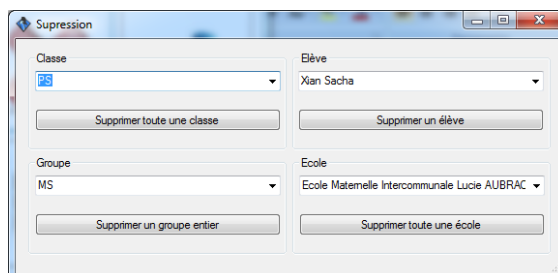 Supression
Classe
PS
Supprimer toute une classe
Elève
Xian Sacha
Supprimer un élève
Groupe
MS
Supprimer un groupe entier
Ecole
Ecole Maternelle Intercommunale Lucie AUBRAC
Supprimer toute une école